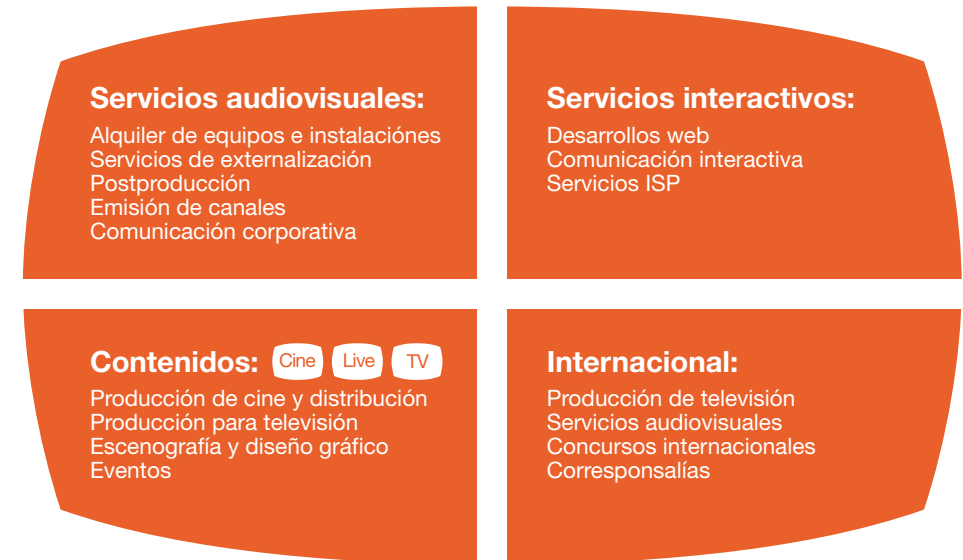 Servicios audiovisuales:
Alquiler de equipos e instalaciónes
Servicios de externalización
Postproducción
Emisión de canales
Comunicación corporativa
Servicios interactivos:
Desarrollos web
Comunicación interactiva
Servicios ISP
Contenidos: Cine Live TV
Producción de cine y distribución
Producción para televisión
Escenografía y diseño gráfico
Eventos
Internacional:
Producción de televisión
Servicios audiovisuales
Concursos internacionales
Corresponsalías